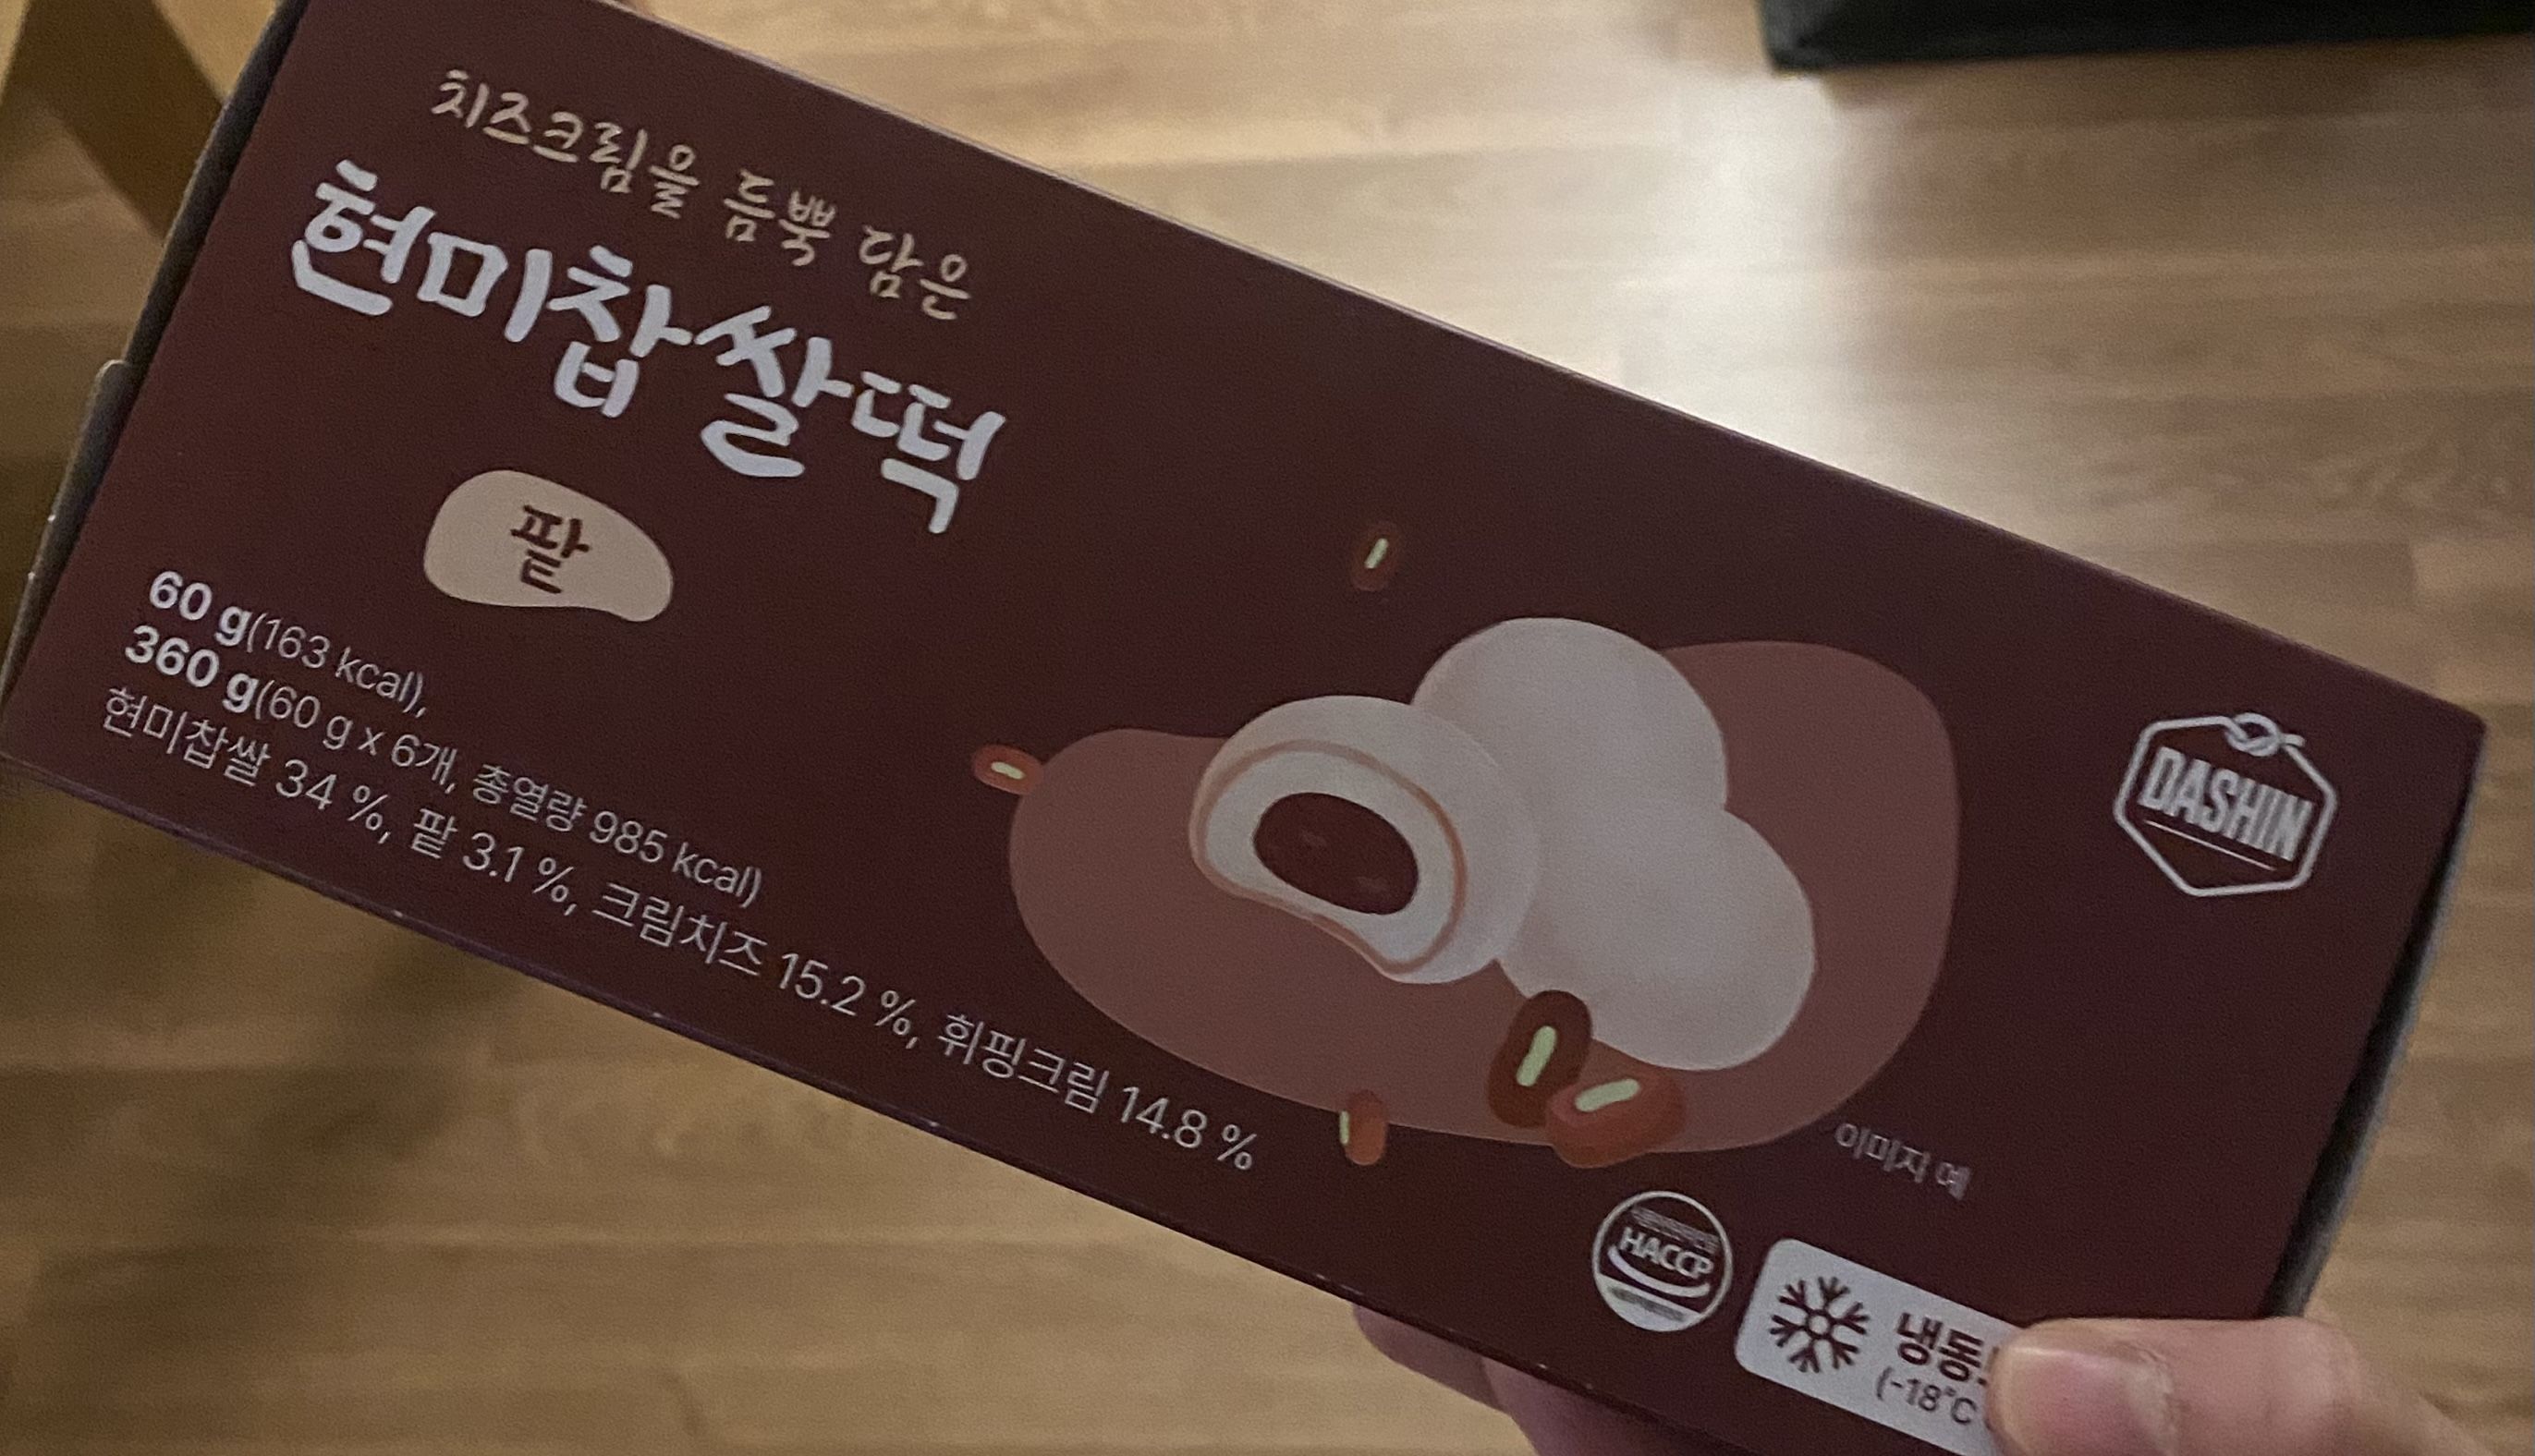 치즈크림을 듬뿍 담은
현미찹쌀떡
팥
60 g(163 kcal),
360 g(60 g x 6개, 총열량 985 kcal)
현미찹쌀 34 %, 팥 3.1 %, 크림치즈 15.2 %, 휘핑크림 14.8 %
DASHIN
이미지 예
HACCP
냉동
(-18°C